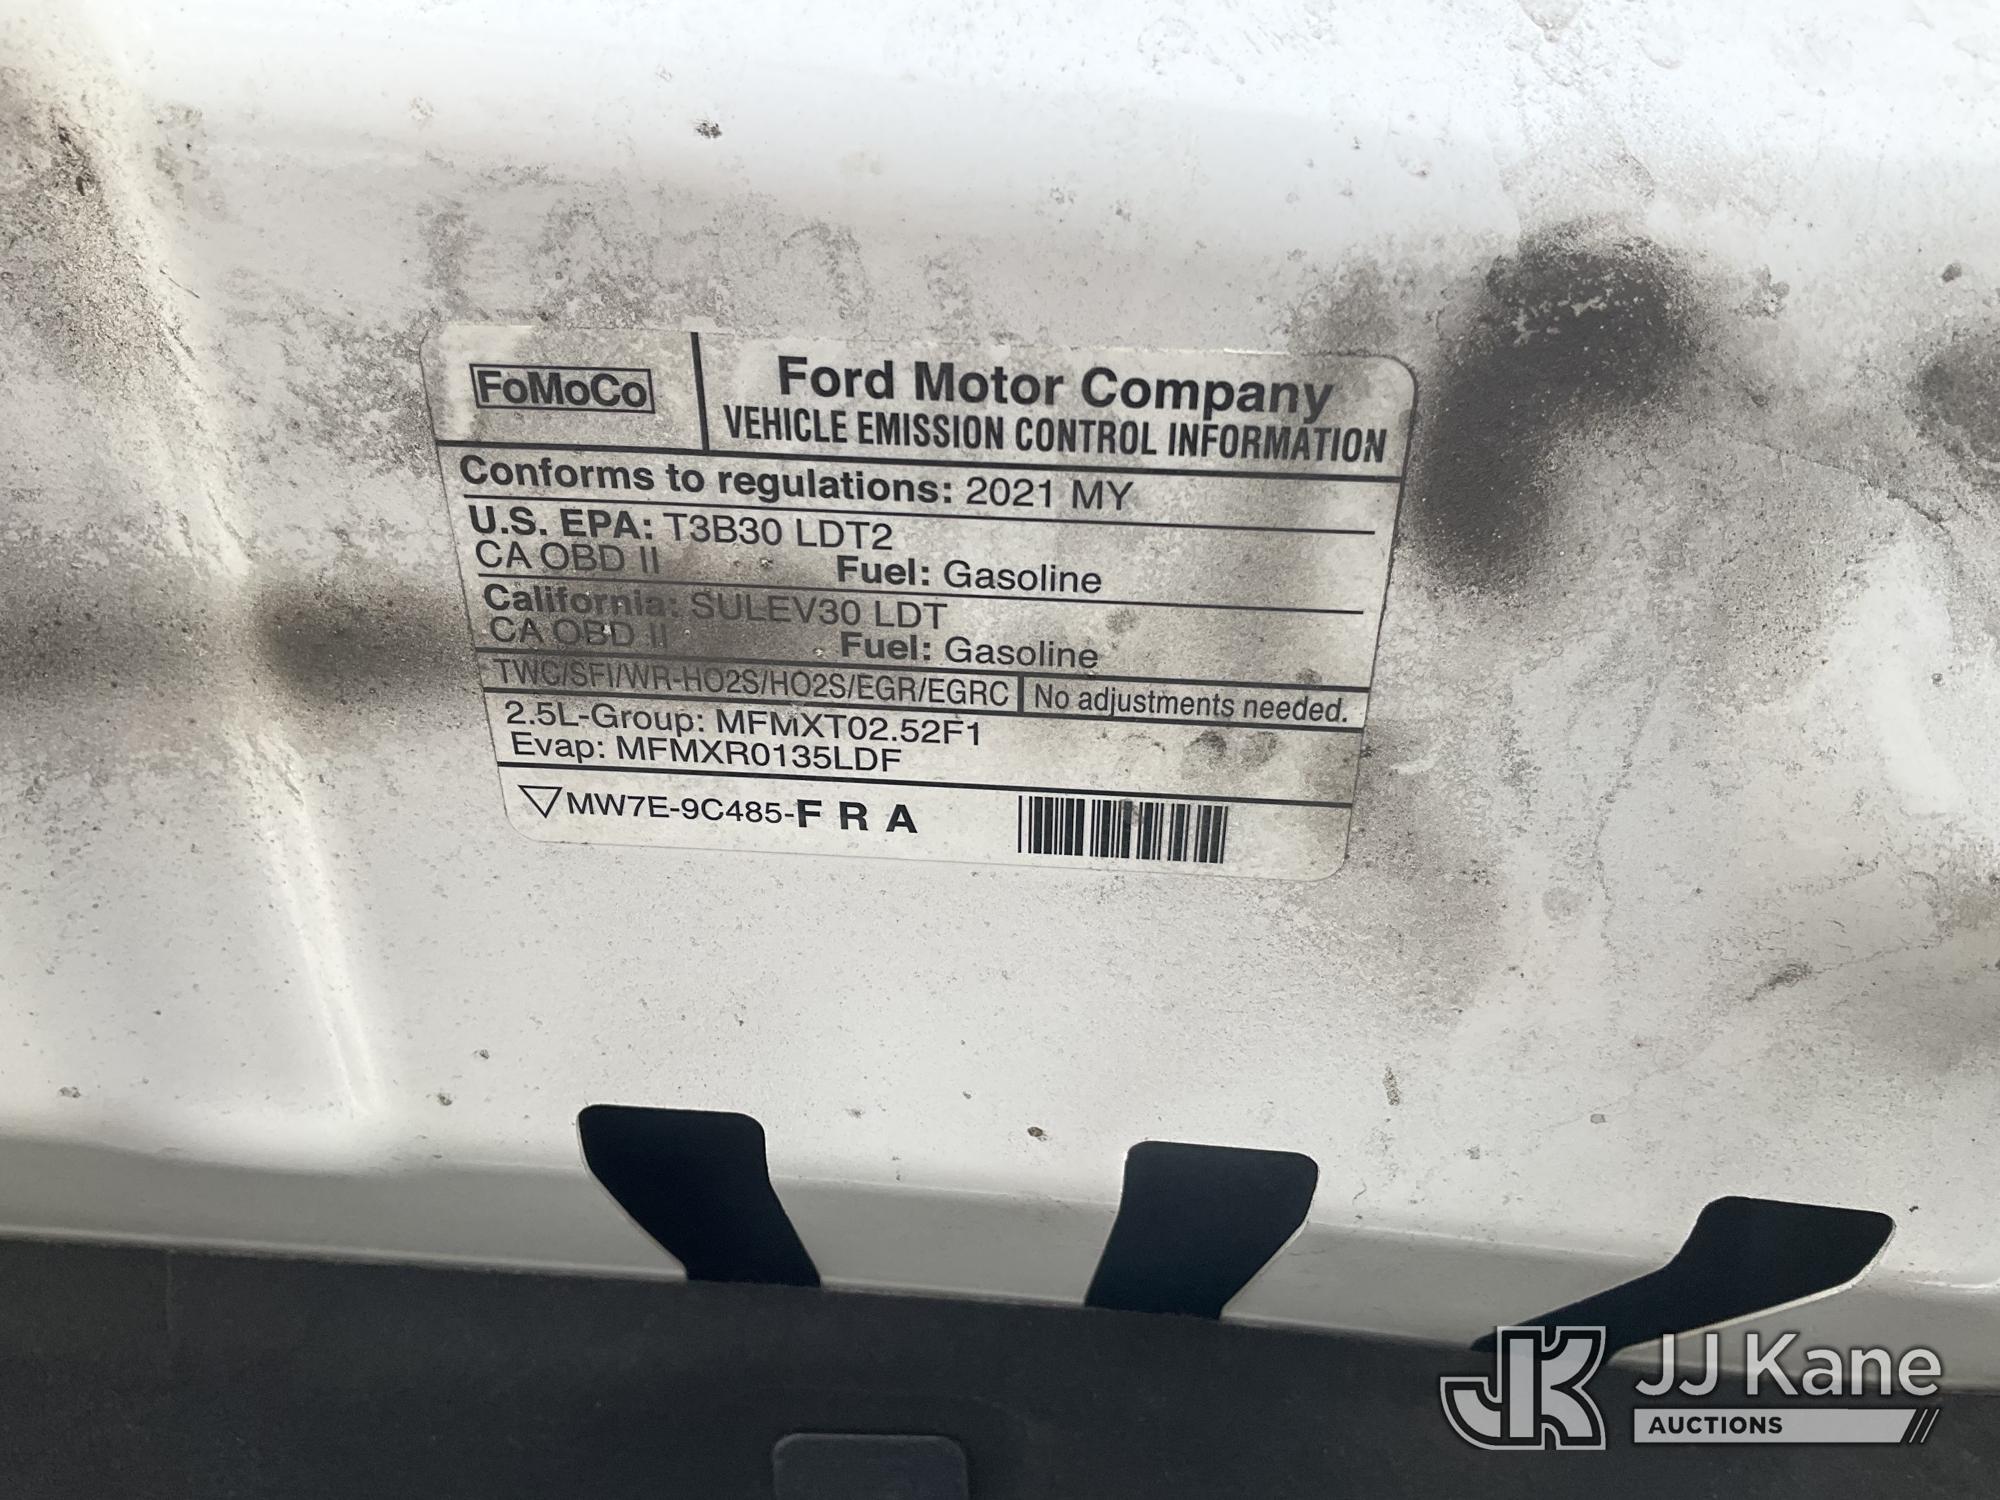 FoMoCo
Ford Motor Company
VEHICLE EMISSION CONTROL INFORMATION
Conforms to regulations: 2021 MY
U.S. EPA: T3B30 LDT2
CA OBD II Fuel: Gasoline
California: SULEV30 LDT
CA OBD II Fuel: Gasoline
TWC/SFI/WR-HO2S/HO2S/EGR/EGRC No adjustments needed.
2.5L-Group: MFMXT02.52F1
Evap: MFMXR0135LDF
MW7E-9C485-F R A
JK JJ Kane
AUCTIONS